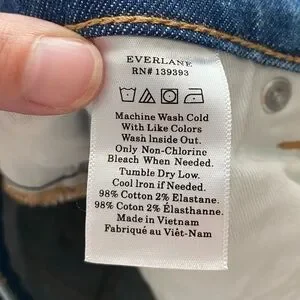 EVERLANE
RN# 139393
Machine Wash Cold
With Like Colors
Wash Inside Out.
Only Non-Chlorine
Bleach When Needed.
Tumble Dry Low.
Cool Iron if Needed.
98% Cotton 2% Elastane.
98% Coton 2% Élasthanne.
Made in Vietnam
Fabriqué au Viêt-Nam